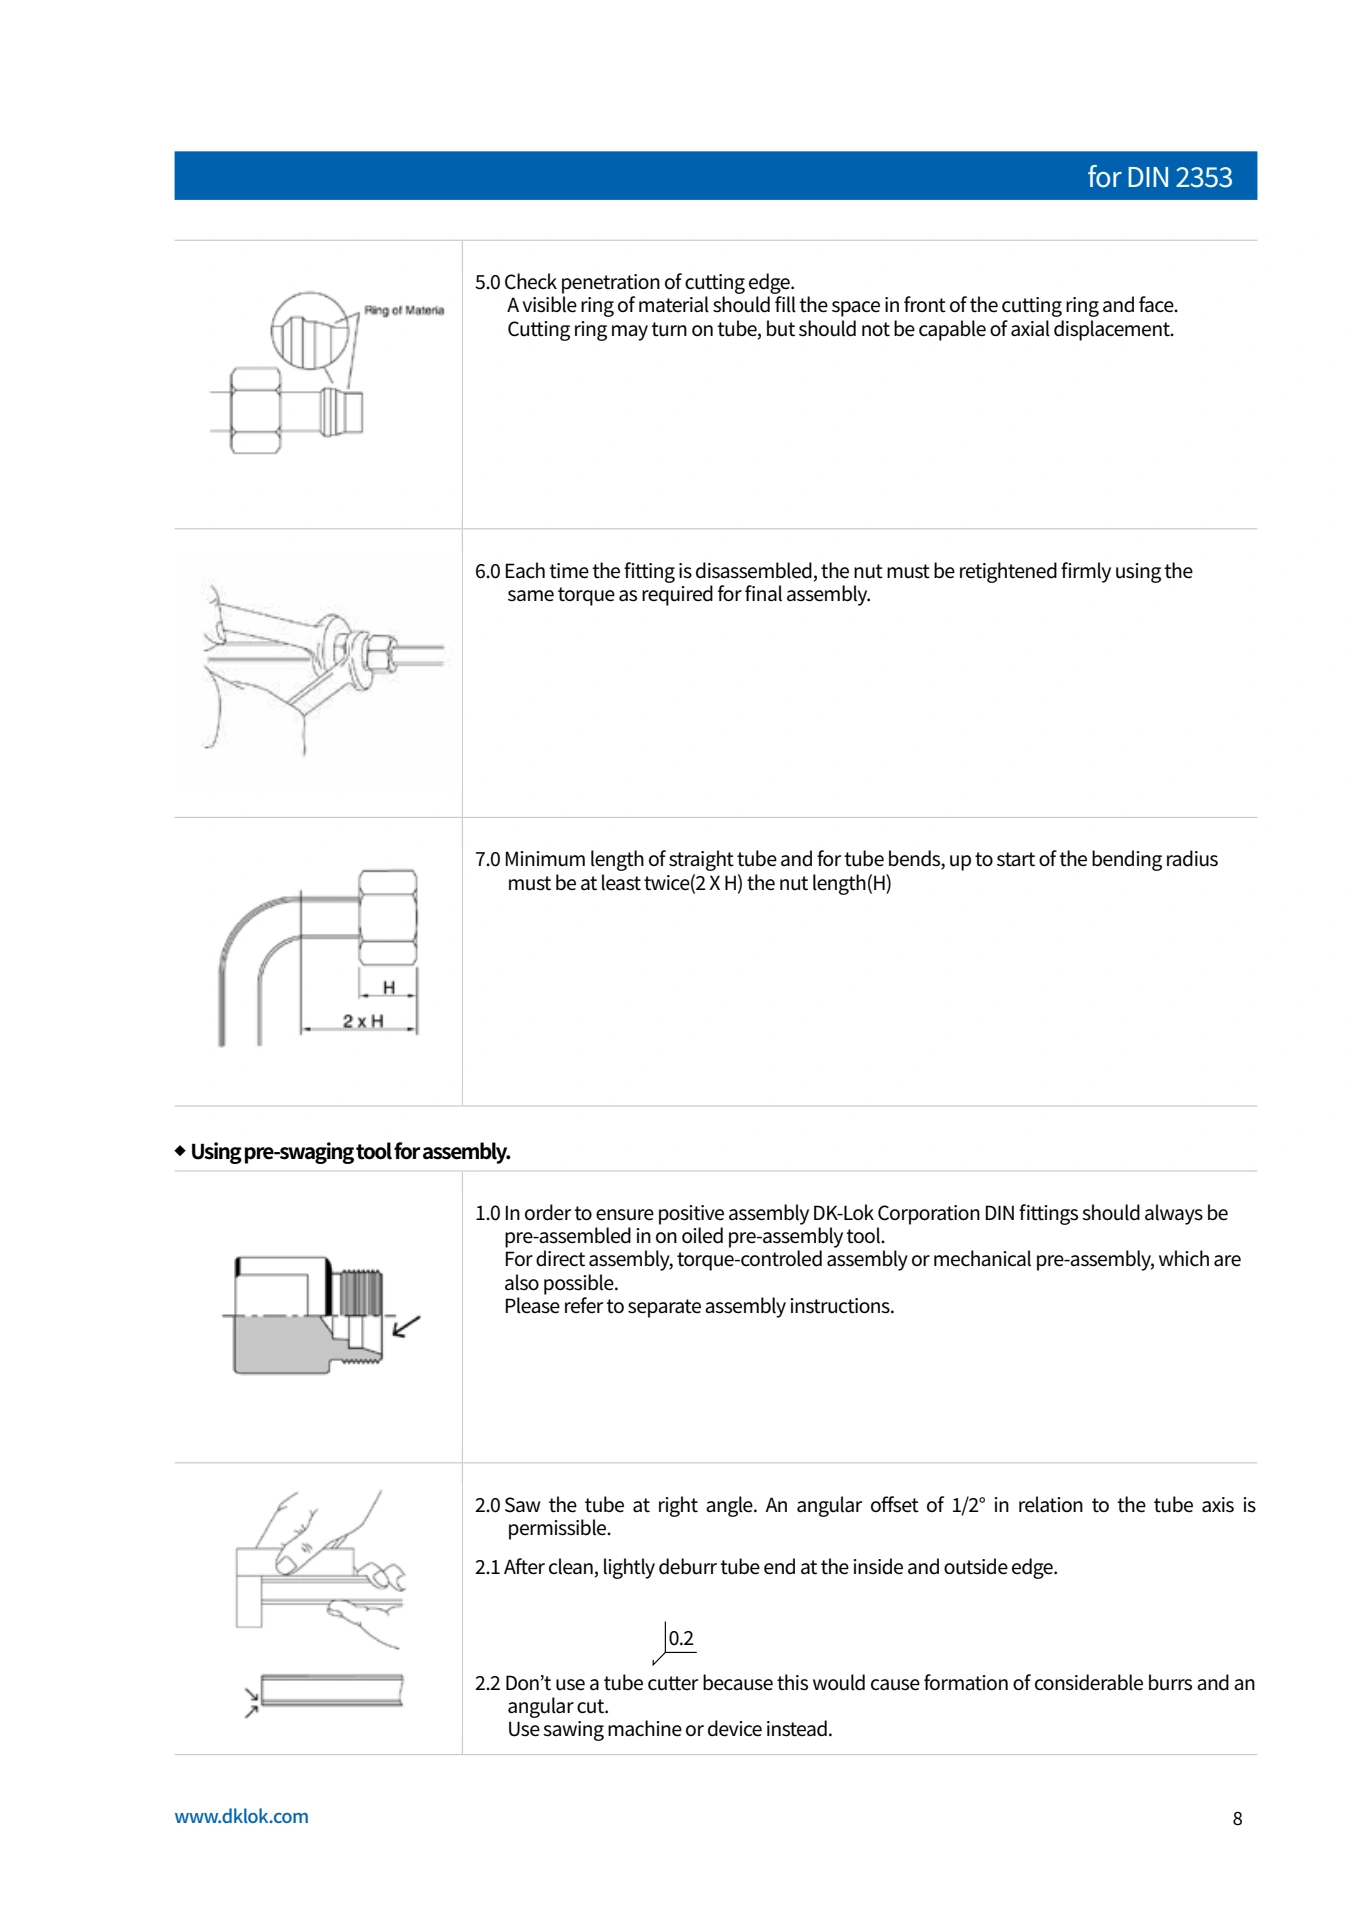 for DIN 2353
Ring of Materia
5.0 Check penetration of cutting edge.
A visible ring of material should fill the space in front of the cutting ring and face.
Cutting ring may turn on tube, but should not be capable of axial displacement.
6.0 Each time the fitting is disassembled, the nut must be retightened firmly using the
same torque as required for final assembly.
H
2 x H
7.0 Minimum length of straight tube and for tube bends, up to start of the bending radius
must be at least twice(2 X H) the nut length(H)
◆ Using pre-swaging tool for assembly.
1.0 In order to ensure positive assembly DK-Lok Corporation DIN fittings should always be
pre-assembled in on oiled pre-assembly tool.
For direct assembly, torque-controled assembly or mechanical pre-assembly, which are
also possible.
Please refer to separate assembly instructions.
2.0 Saw the tube at right angle. An angular offset of 1/2° in relation to the tube axis is
permissible.
2.1 After clean, lightly deburr tube end at the inside and outside edge.
0.2
2.2 Don’t use a tube cutter because this would cause formation of considerable burrs and an
angular cut.
Use sawing machine or device instead.
www.dklok.com
8